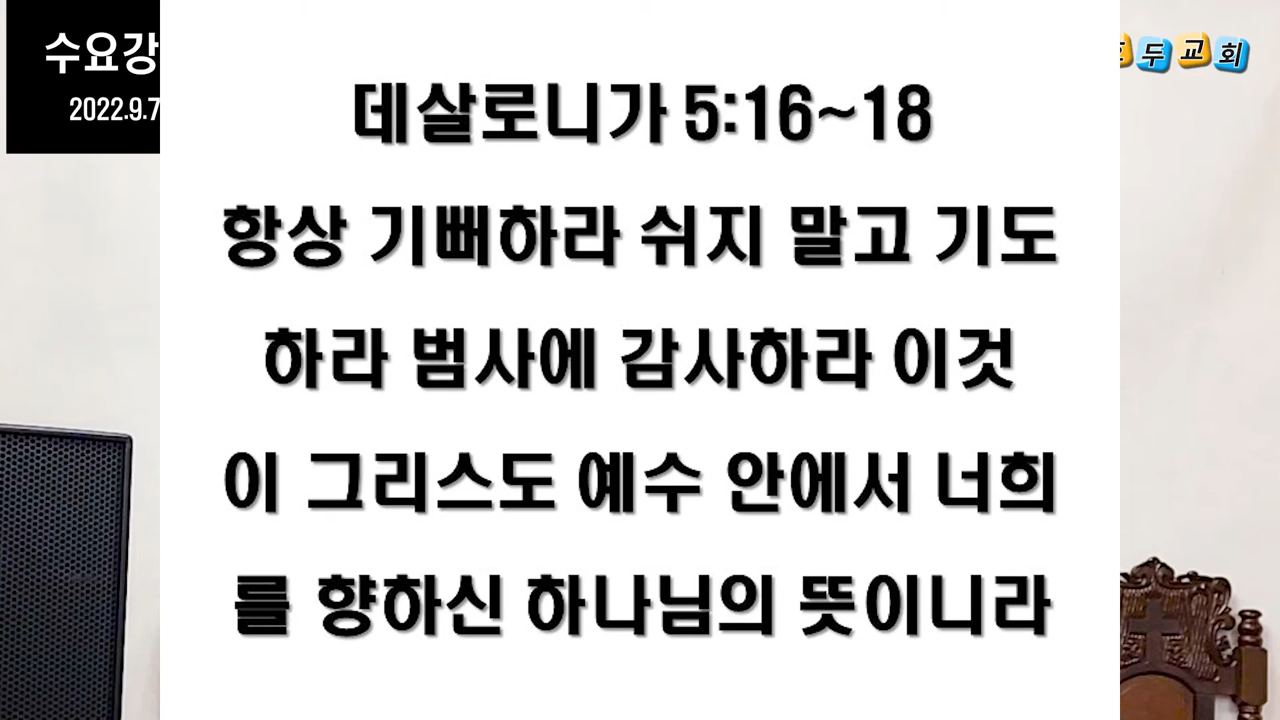 수요강
2022.9.7
두교회
데살로니가 5:16~18
항상 기뻐하라 쉬지 말고 기도
하라 범사에 감사하라 이것
이 그리스도 예수 안에서 너희
를 향하신 하나님의 뜻이니라